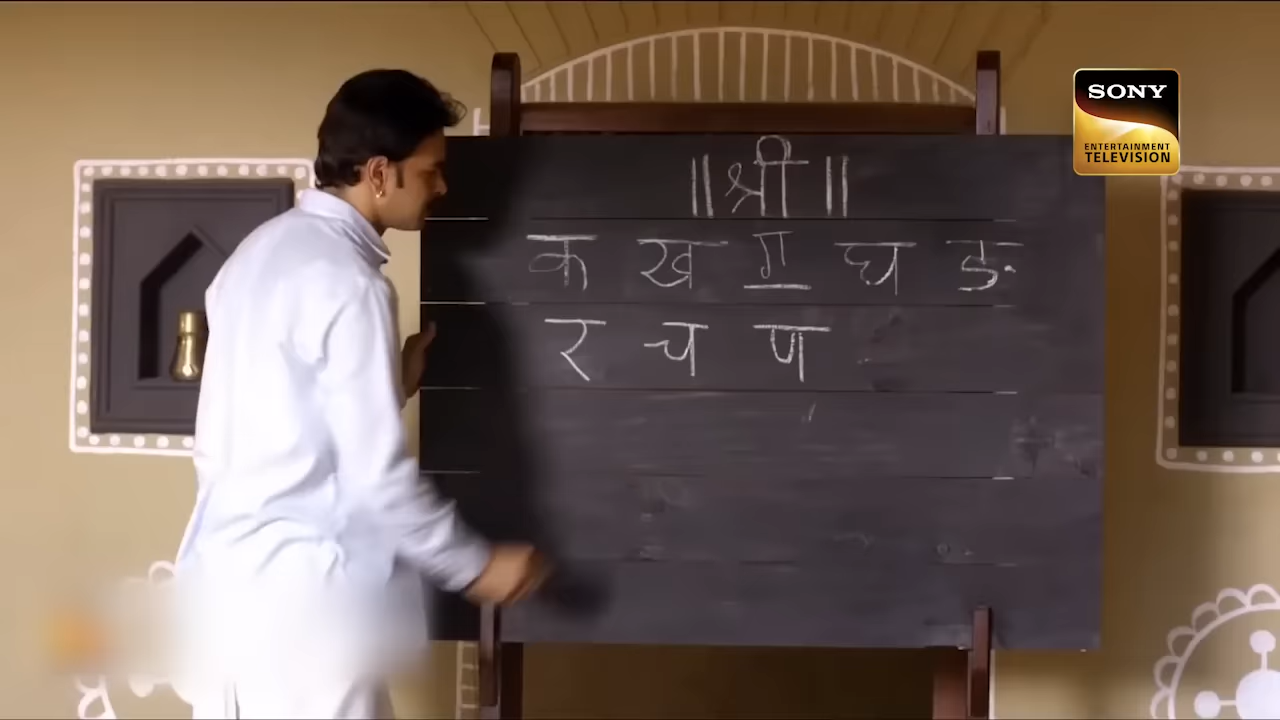 ॥ श्री ॥
क ख ग घ ङ
र च ण
SONY
ENTERTAINMENT
TELEVISION